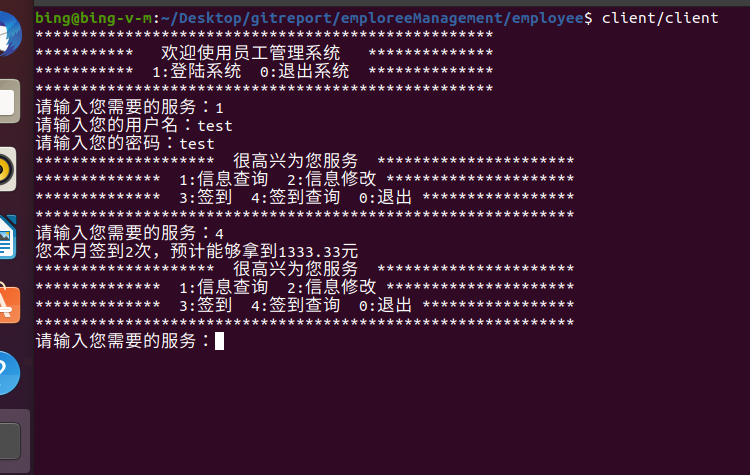 bing@bing-v-m:~/Desktop/gitreport/emploreeManagement/employee$ client/client
***************************************************
***********   欢迎使用员工管理系统   **************
***********  1:登陆系统  0:退出系统  **************
***************************************************
请输入您需要的服务：1
请输入您的用户名：test
请输入您的密码：test
********************  很高兴为您服务  **********************
**************  1:信息查询  2:信息修改 *********************
**************  3:签到  4:签到查询  0:退出 *****************
************************************************************
请输入您需要的服务：4
您本月签到2次，预计能够拿到1333.33元
********************  很高兴为您服务  **********************
**************  1:信息查询  2:信息修改 *********************
**************  3:签到  4:签到查询  0:退出 *****************
************************************************************
请输入您需要的服务：